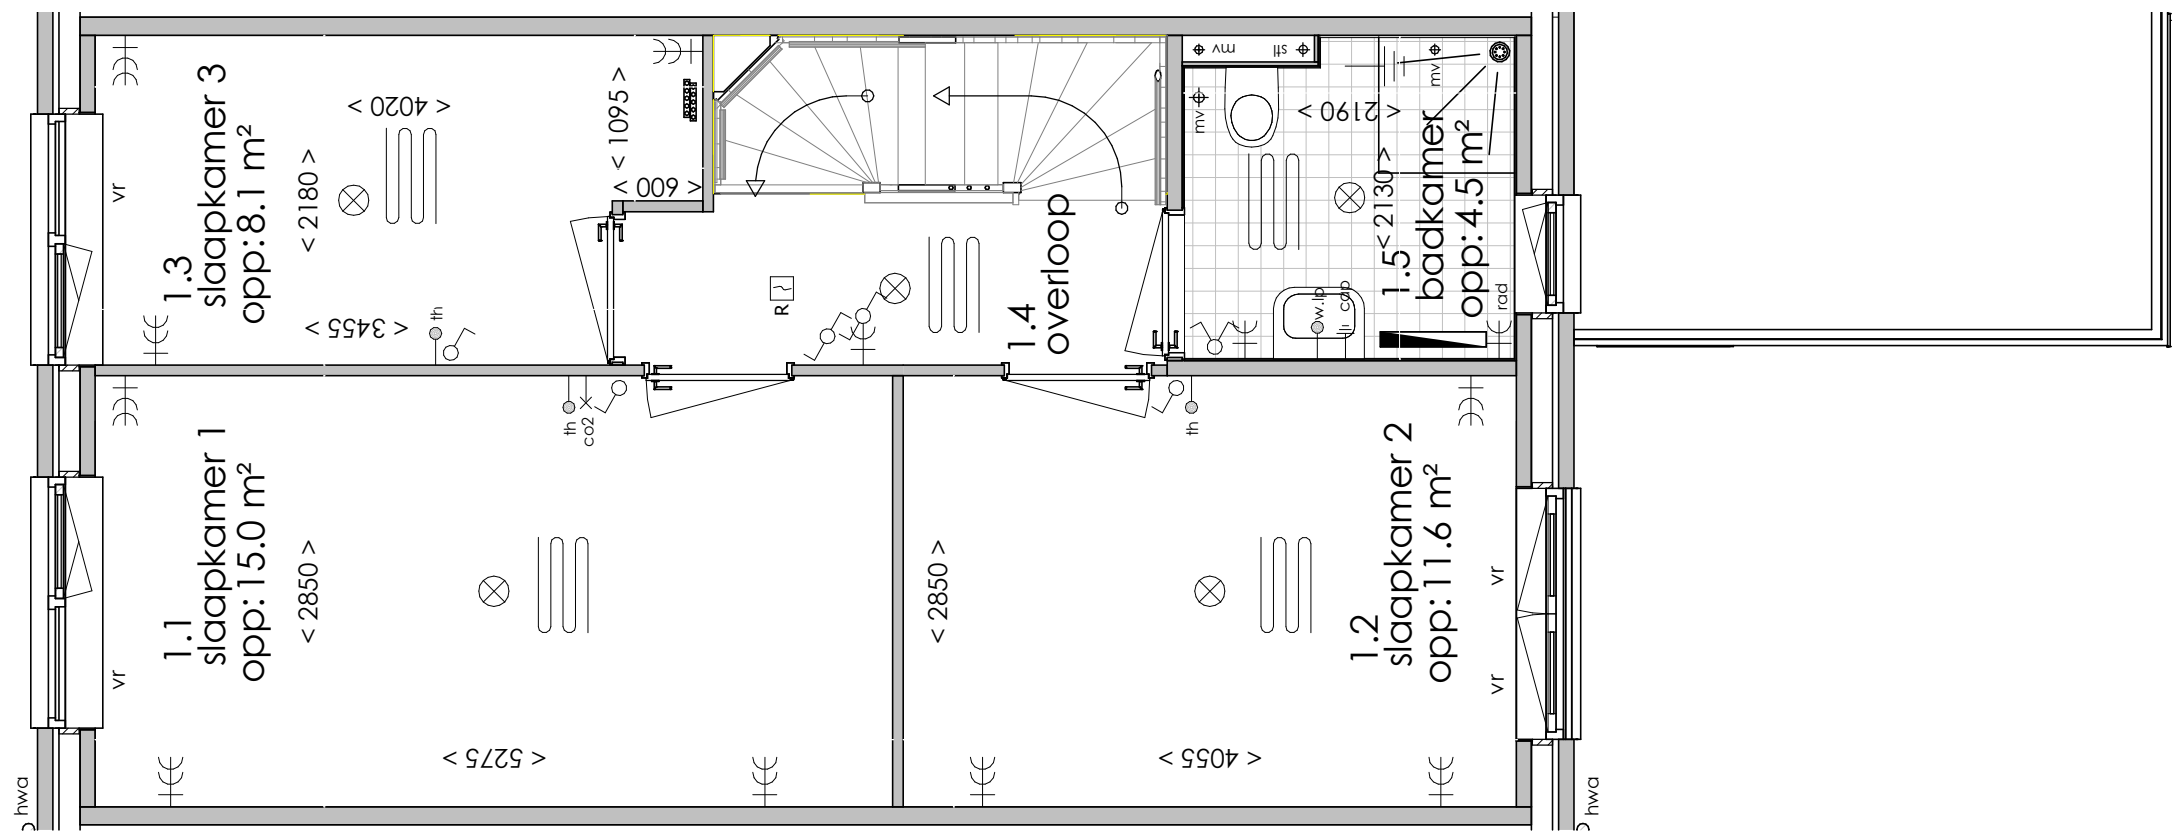 1.3
slaapkamer 3
opp:8.1 m²
< 4020 >
< 2180 >
< 3455 >
< 1095 >
< 600 >
vr
th
1.4
overloop
R
1.5
badkamer
opp:4.5 m²
< 2190 >
< 2130 >
mv
stl
mv
mv
w.lp
cap
rad
1.1
slaapkamer 1
opp:15.0 m²
< 2850 >
< 5275 >
vr
th
co2
1.2
slaapkamer 2
opp:11.6 m²
< 2850 >
< 4055 >
vr
vr
th
hwa
hwa